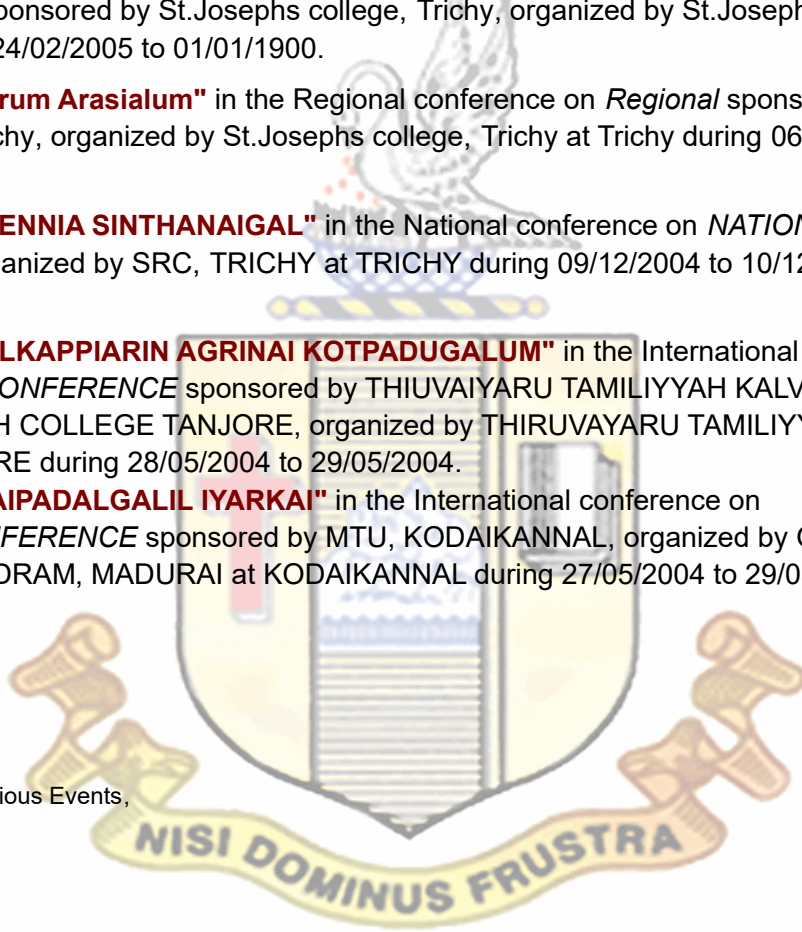 ponsored by St.Josephs college, Trichy, organized by St.Joseph
24/02/2005 to 01/01/1900.
rum Arasialum" in the Regional conference on Regional spons
chy, organized by St.Josephs college, Trichy at Trichy during 06
ENNIA SINTHANAIGAL" in the National conference on NATION
ganized by SRC, TRICHY at TRICHY during 09/12/2004 to 10/12
LKAPPIARIN AGRINAI KOTPADUGALUM" in the International
ONFERENCE sponsored by THIUVAIYARU TAMILIYYAH KALV
H COLLEGE TANJORE, organized by THIRUVAYARU TAMILIYY
RE during 28/05/2004 to 29/05/2004.
AIPADALGALIL IYARKAI" in the International conference on
FERENCE sponsored by MTU, KODAIKANNAL, organized by
DRAM, MADURAI at KODAIKANNAL during 27/05/2004 to 29/0
ious Events,
NISI DOMINUS FRUSTRA